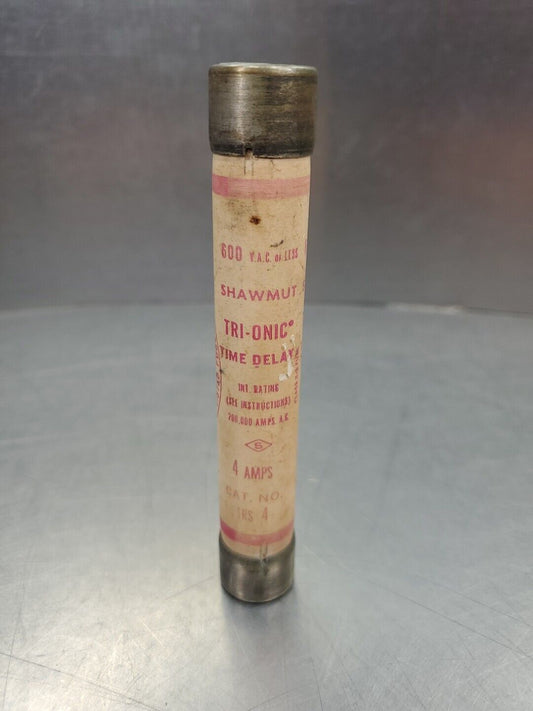 600 V.A.C. OR LESS
SHAWMUT
TRI-ONIC®
TIME DELAY
INT. RATING
(SEE INSTRUCTIONS)
200,000 AMPS. A.C.
S
4 AMPS
CAT. NO.
TRS 4